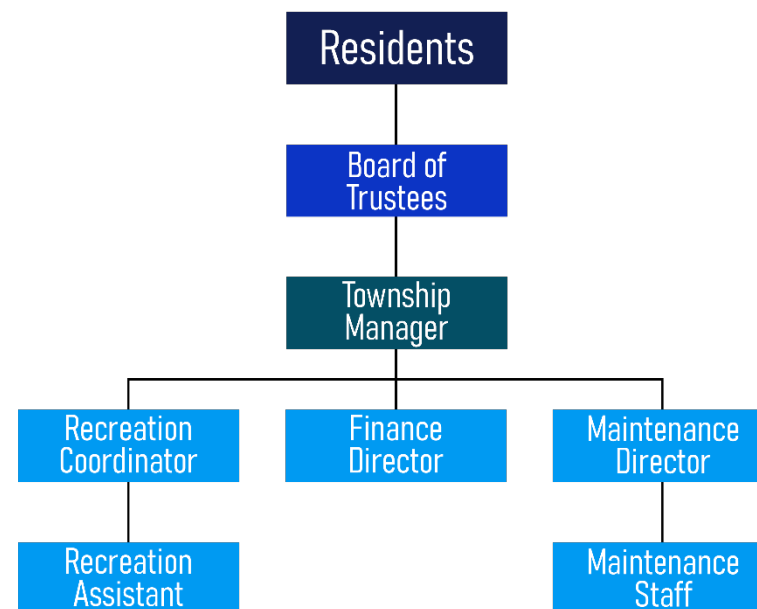 Residents
Board of
Trustees
Township
Manager
Recreation
Coordinator
Finance
Director
Maintenance
Director
Recreation
Assistant
Maintenance
Staff